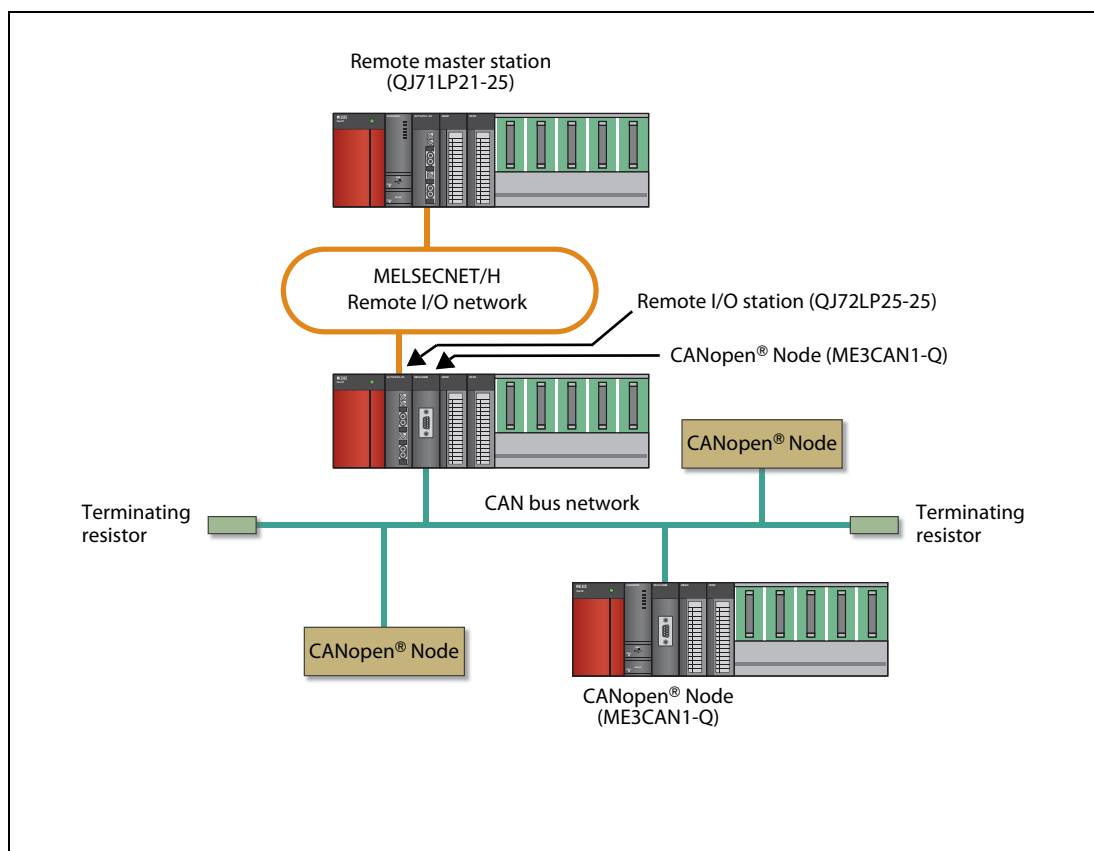 Remote master station
(QJ71LP21-25)
MELSECNET/H
Remote I/O network
Remote I/O station (QJ72LP25-25)
CANopen® Node (ME3CAN1-Q)
CANopen® Node
CAN bus network
Terminating
resistor
Terminating
resistor
CANopen® Node
CANopen® Node
(ME3CAN1-Q)